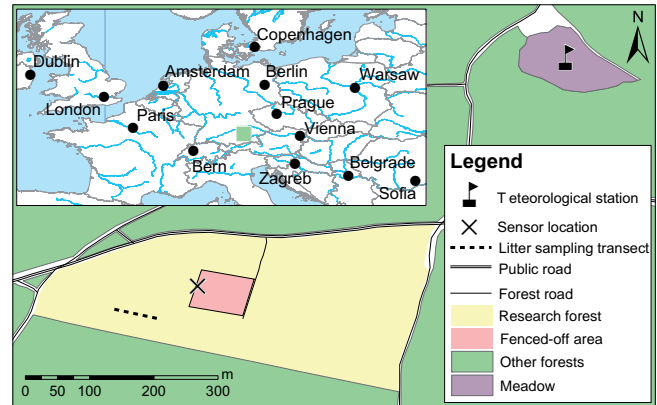 Copenhagen
N
Dublin
Amsterdam
Berlin
Warsaw
London
Prague
Paris
Vienna
Bern
Belgrade
Zagreb
Sofia
Legend
T eteorological station
Sensor location
Litter sampling transect
Public road
Forest road
Research forest
Fenced-off area
Other forests
Meadow
m
0 50 100 200 300